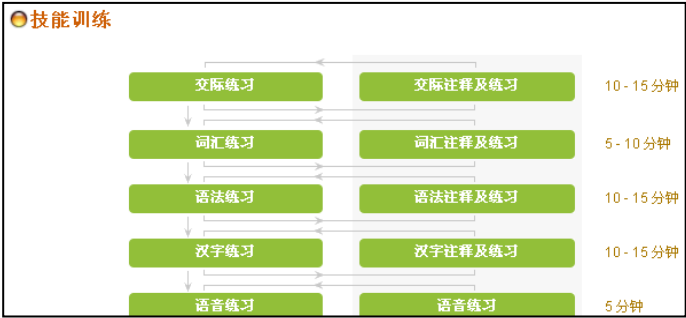 技能训练
交际练习 交际注释及练习 10 - 15 分钟
词汇练习 词汇注释及练习 5 - 10 分钟
语法练习 语法注释及练习 10 - 15 分钟
汉字练习 汉字注释及练习 10 - 15 分钟
语音练习 语音练习 5 分钟